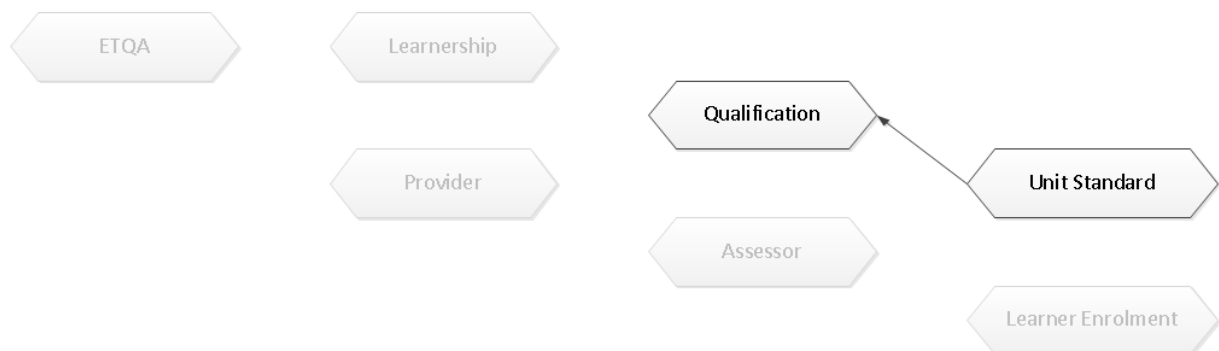 ETQA
Learnership
Qualification
Provider
Unit Standard
Assessor
Learner Enrolment